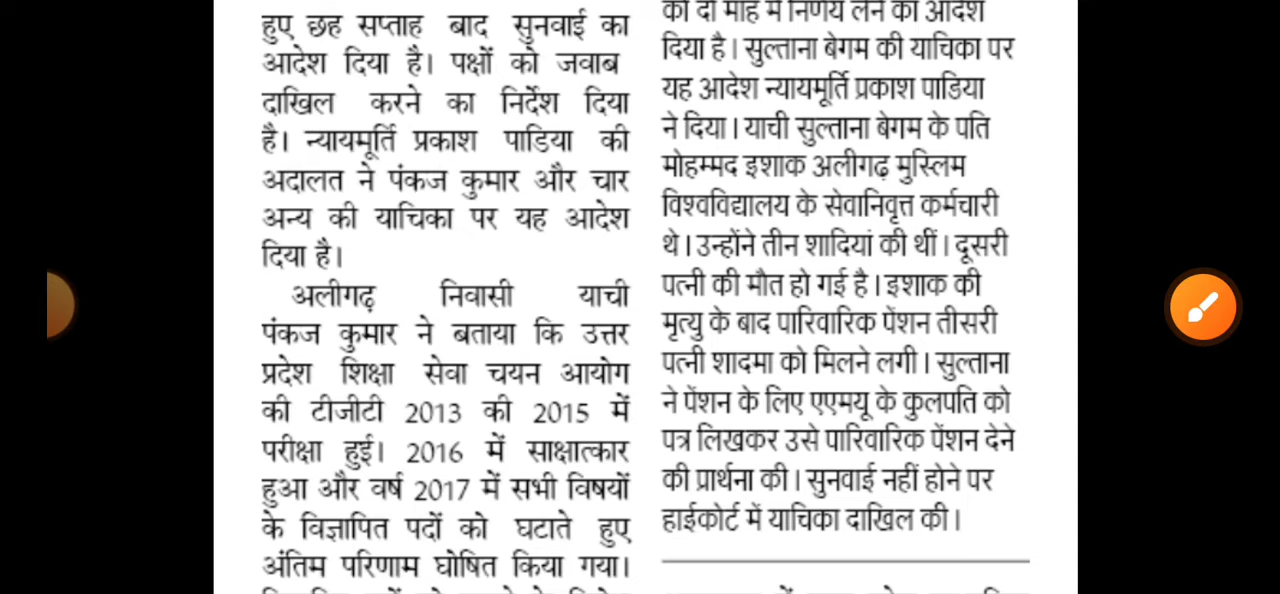 हुए छह सप्ताह बाद सुनवाई का
आदेश दिया है। पक्षों को जवाब
दाखिल करने का निर्देश दिया
है। न्यायमूर्ति प्रकाश पाडिया की
अदालत ने पंकज कुमार और चार
अन्य की याचिका पर यह आदेश
दिया है।
अलीगढ़ निवासी याची
पंकज कुमार ने बताया कि उत्तर
प्रदेश शिक्षा सेवा चयन आयोग
की टीजीटी 2013 की 2015 में
परीक्षा हुई। 2016 में साक्षात्कार
हुआ और वर्ष 2017 में सभी विषयों
के विज्ञापित पदों को घटाते हुए
अंतिम परिणाम घोषित किया गया।
को दो माह में निर्णय लेने का आदेश
दिया है। सुल्ताना बेगम की याचिका पर
यह आदेश न्यायमूर्ति प्रकाश पाडिया
ने दिया। याची सुल्ताना बेगम के पति
मोहम्मद इशाक अलीगढ़ मुस्लिम
विश्वविद्यालय के सेवानिवृत्त कर्मचारी
थे। उन्होंने तीन शादियां की थीं। दूसरी
पत्नी की मौत हो गई है। इशाक की
मृत्यु के बाद पारिवारिक पेंशन तीसरी
पत्नी शादमा को मिलने लगी। सुल्ताना
ने पेंशन के लिए एएमयू के कुलपति को
पत्र लिखकर उसे पारिवारिक पेंशन देने
की प्रार्थना की। सुनवाई नहीं होने पर
हाईकोर्ट में याचिका दाखिल की।